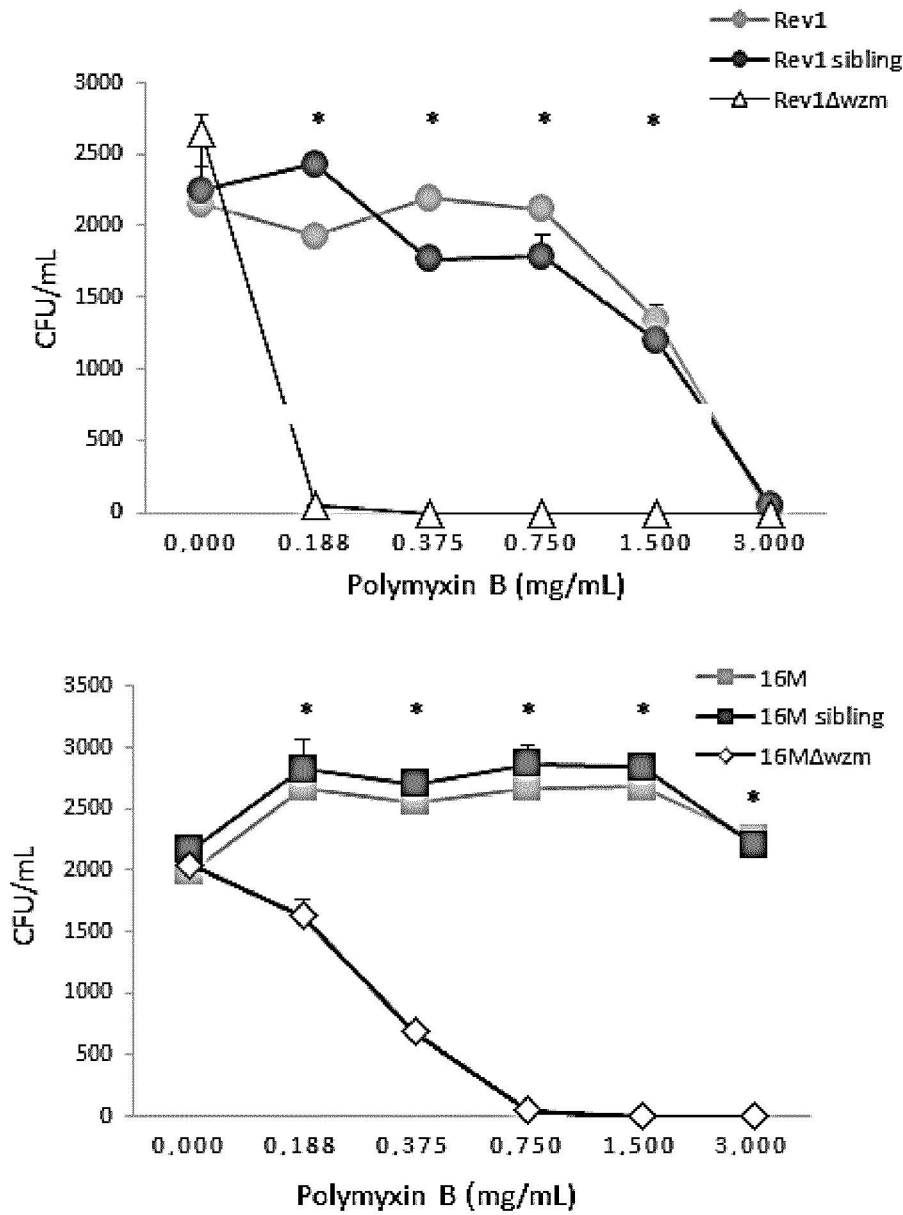 Rev1
Rev1 sibling
Rev1Δwzm
3000
2500
2000
1500
1000
500
0
* * * *
CFU/mL
0,000 0.188 0.375 0.750 1.500 3.000
Polymyxin B (mg/mL)
16M
16M sibling
16MΔwzm
3500
3000
2500
2000
1500
1000
500
0
* * * *
*
CFU/mL
0,000 0,188 0,375 0,750 1,500 3,000
Polymyxin B (mg/mL)